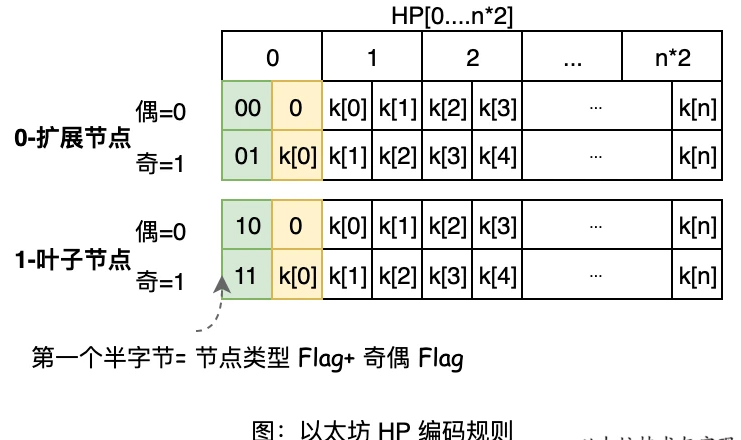 HP[0....n*2]
0 1 2 ... n*2
偶=0 00 0 k[0] k[1] k[2] k[3] ... k[n]
0-扩展节点
奇=1 01 k[0] k[1] k[2] k[3] k[4] ... k[n]
偶=0 10 0 k[0] k[1] k[2] k[3] ... k[n]
1-叶子节点
奇=1 11 k[0] k[1] k[2] k[3] k[4] ... k[n]
第一个半字节= 节点类型 Flag+ 奇偶 Flag
图：以太坊 HP 编码规则